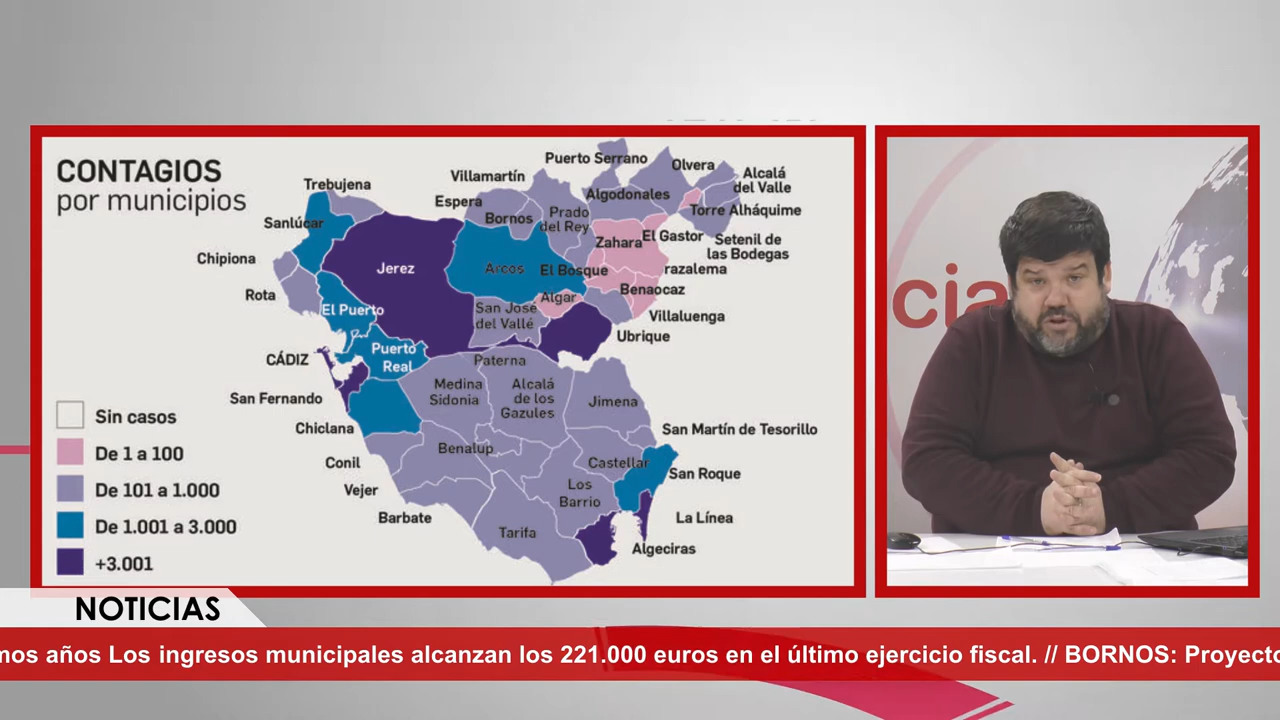 CONTAGIOS
por municipios
Puerto Serrano
Olvera
Villamartín
Alcalá
del Valle
Trebujena
Algodonales
Espera
Torre Alháquime
Prado
del Rey
Bornos
Sanlúcar
Zahara
El Gastor
Setenil de
las Bodegas
Chipiona
Jerez
Arcos
El Bosque
razalema
Rota
Algar
Benaocaz
El Puerto
San José
del Valle
Villaluenga
Ubrique
CÁDIZ
Puerto
Real
Paterna
San Fernando
Medina
Sidonia
Alcalá
de los
Gazules
Jimena
Chiclana
San Martín de Tesorillo
Benalup
Conil
Castellar
San Roque
Vejer
Los
Barrio
Barbate
La Línea
Tarifa
Algeciras
Sin casos
De 1 a 100
De 101 a 1.000
De 1.001 a 3.000
+3.001
cia
NOTICIAS
mos años Los ingresos municipales alcanzan los 221.000 euros en el último ejercicio fiscal. // BORNOS: Proyecto